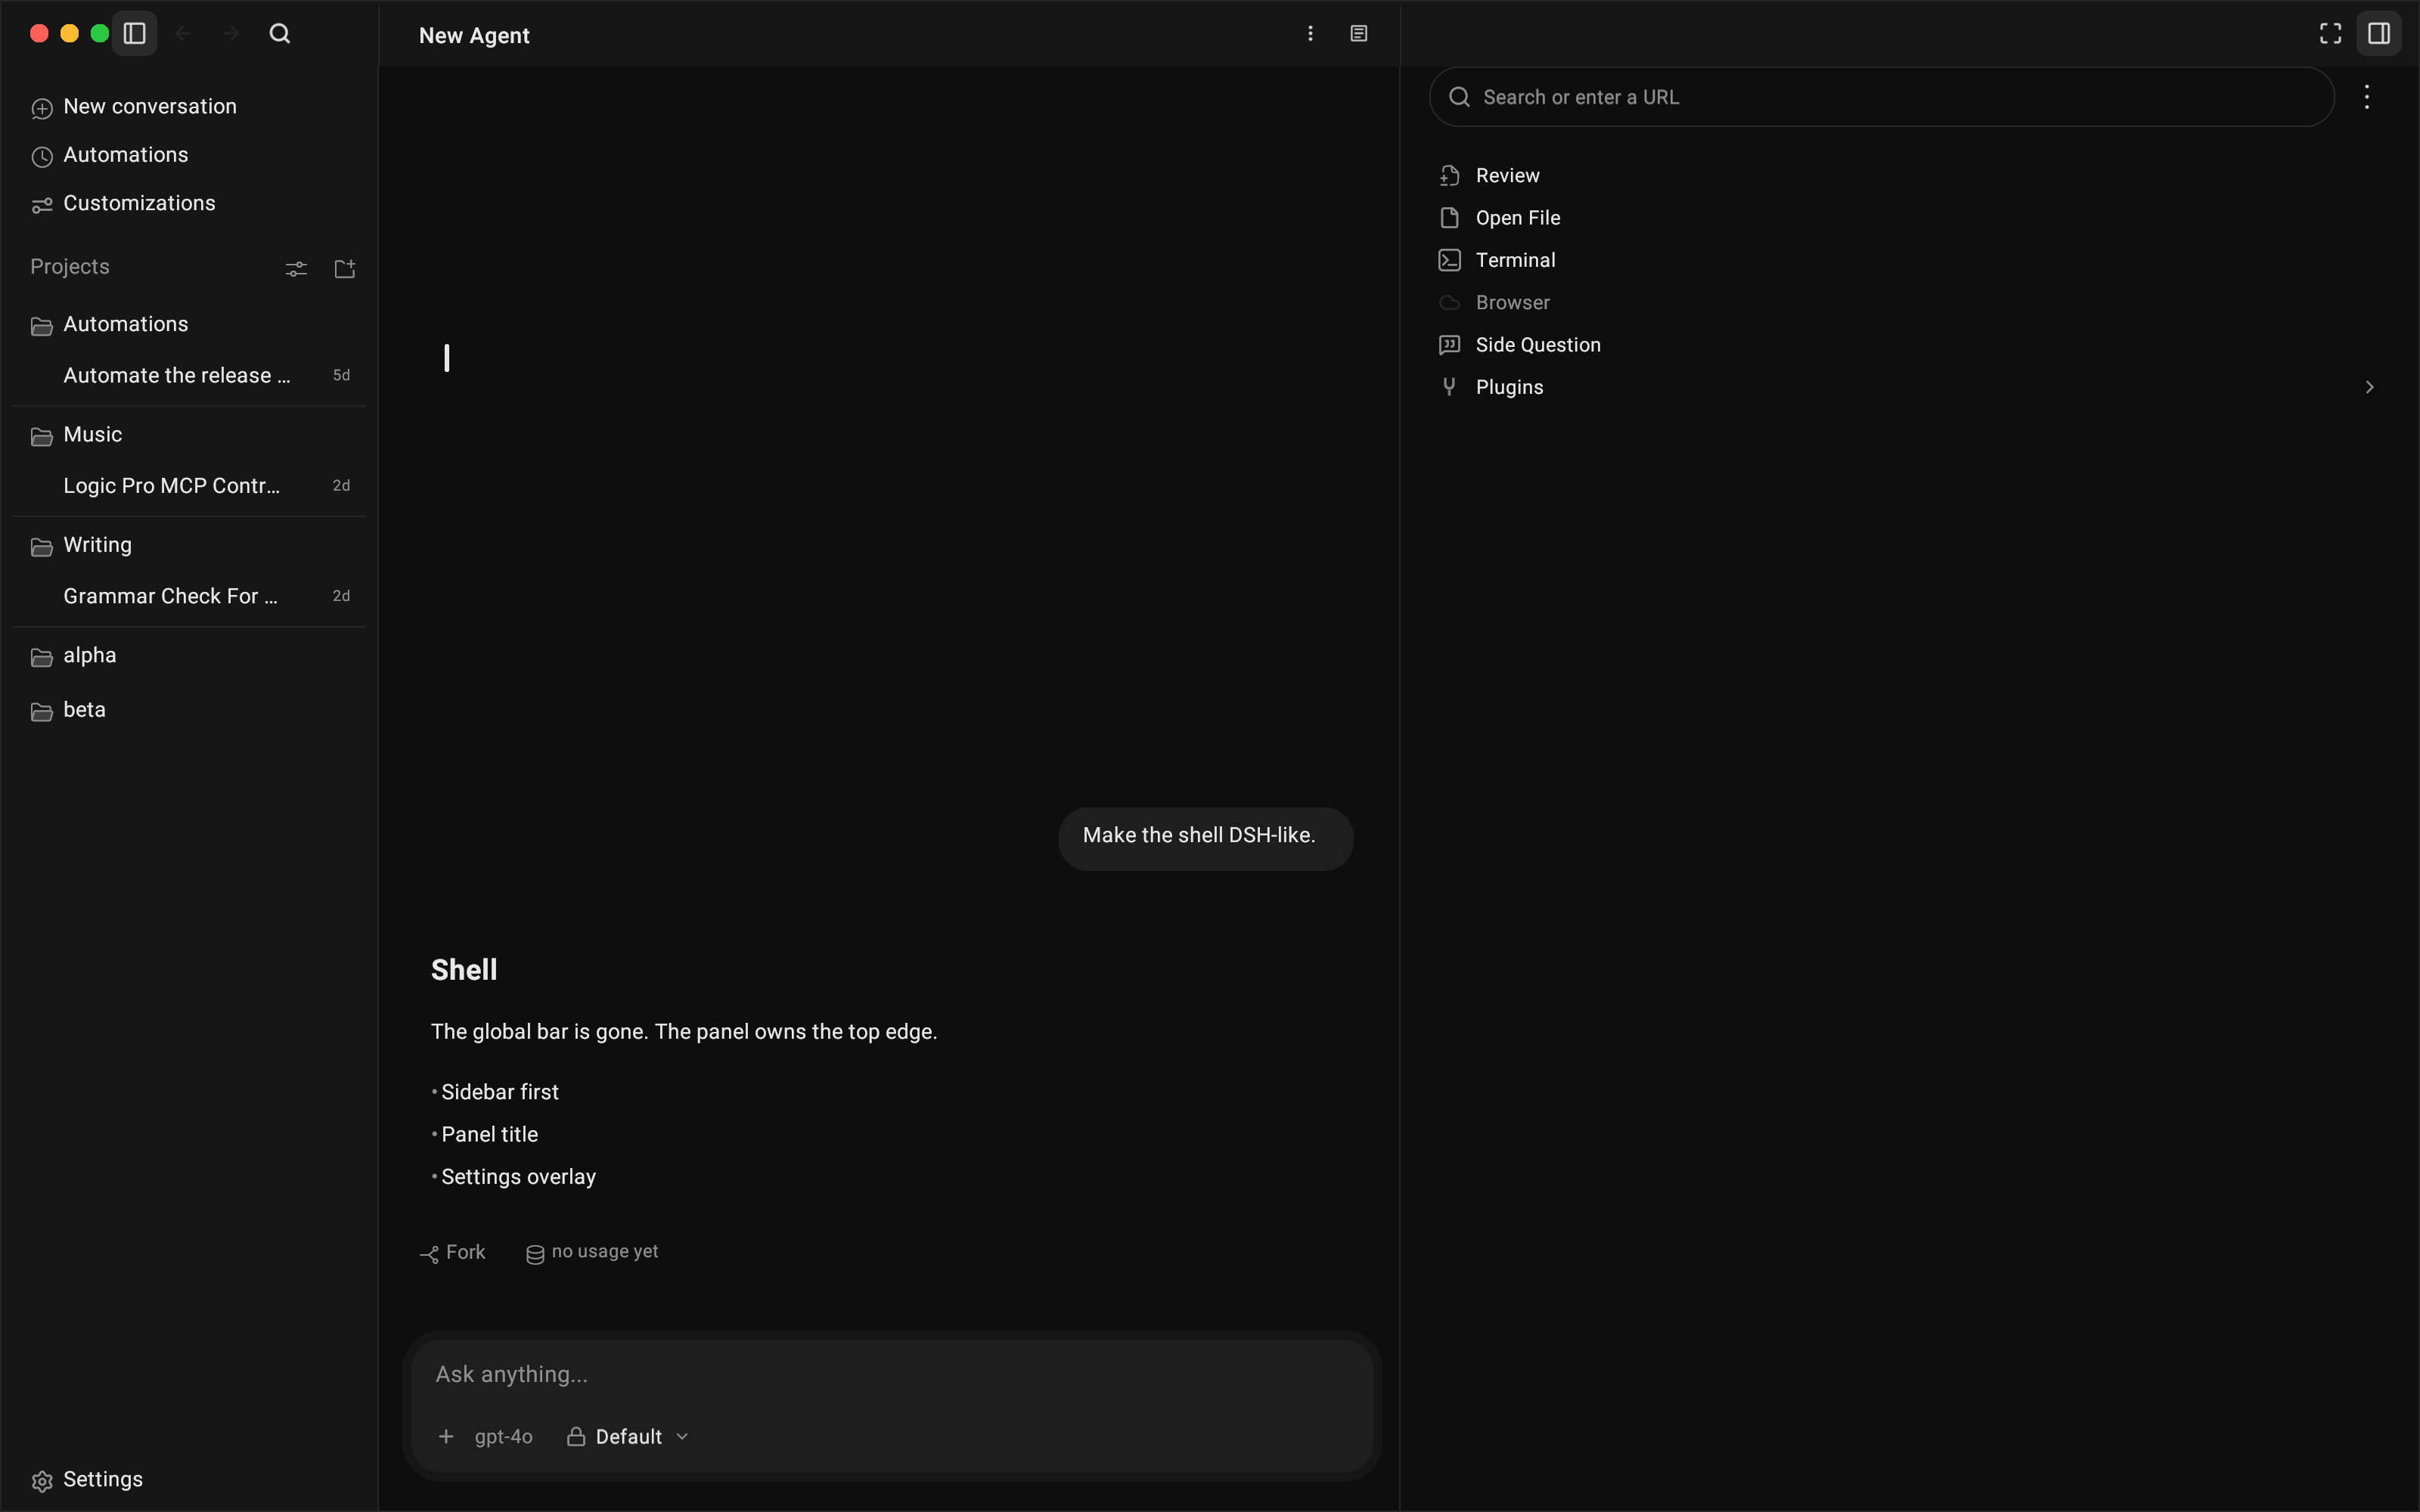 New Agent
New conversation
Automations
Customizations
Projects
Automations
Automate the release ... 5d
Music
Logic Pro MCP Contr... 2d
Writing
Grammar Check For ... 2d
alpha
beta
Settings
Make the shell DSH-like.
Shell
The global bar is gone. The panel owns the top edge.
• Sidebar first
• Panel title
• Settings overlay
Fork no usage yet
Ask anything...
gpt-4o Default
Search or enter a URL
Review
Open File
Terminal
Browser
Side Question
Plugins